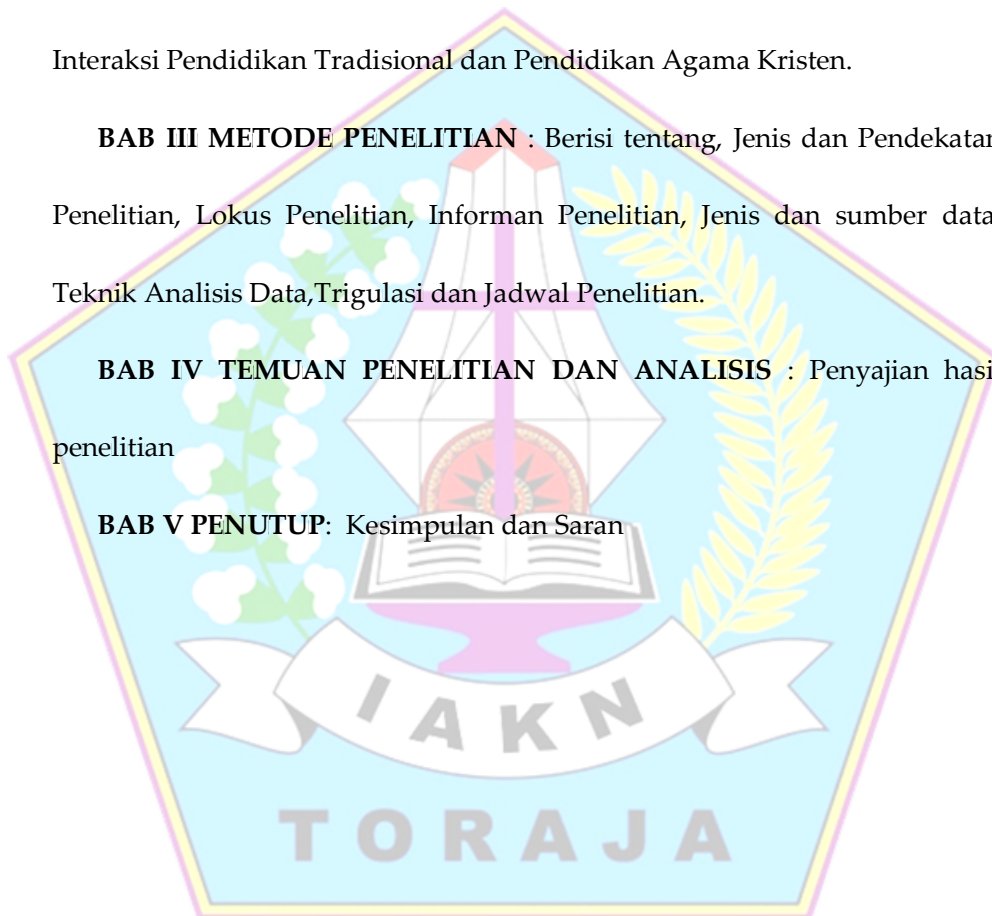 Interaksi Pendidikan Tradisional dan Pendidikan Agama Kristen.
BAB III METODE PENELITIAN : Berisi tentang, Jenis dan Pendekatan
Penelitian, Lokus Penelitian, Informan Penelitian, Jenis dan sumber data
Teknik Analisis Data,Trigulasi dan Jadwal Penelitian.
BAB IV TEMUAN PENELITIAN DAN ANALISIS : Penyajian hasi
penelitian
BAB V PENUTUP: Kesimpulan dan Saran
IAKN
TORAJA